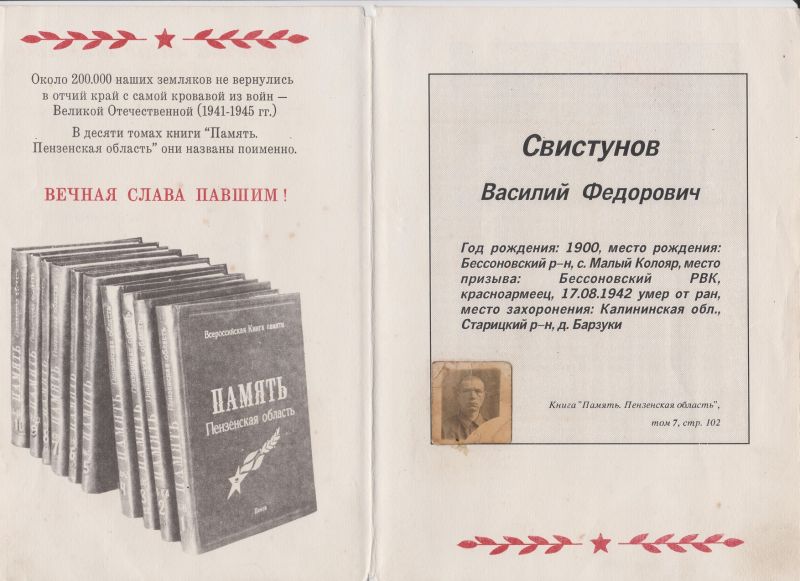 Около 200.000 наших земляков не вернулись
в отчий край с самой кровавой из войн –
Великой Отечественной (1941-1945 гг.)
В десяти томах книги "Память.
Пензенская область" они названы поименно.
ВЕЧНАЯ СЛАВА ПАВШИМ!
Всероссийская Книга памяти
ПАМЯТЬ
Пензенская область
Пенза
Свистунов
Василий Федорович
Год рождения: 1900, место рождения:
Бессоновский р–н, с. Малый Колояр, место
призыва: Бессоновский РВК,
красноармеец, 17.08.1942 умер от ран,
место захоронения: Калининская обл.,
Старицкий р–н, д. Барзуки
Книга "Память. Пензенская область",
том 7, стр. 102